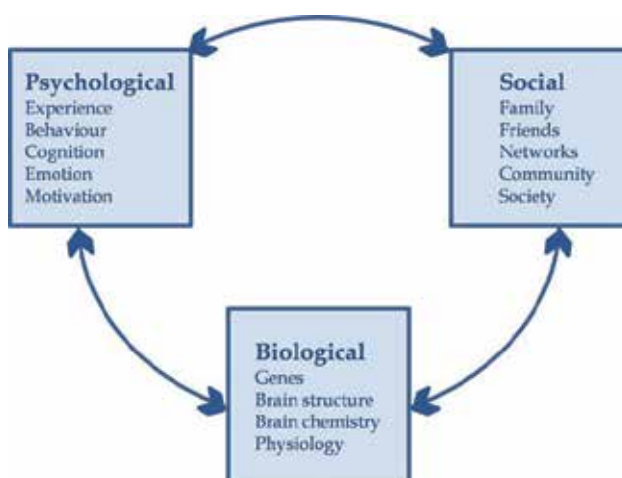 Psychological
Experience
Behaviour
Cognition
Emotion
Motivation
Social
Family
Friends
Networks
Community
Society
Biological
Genes
Brain structure
Brain chemistry
Physiology